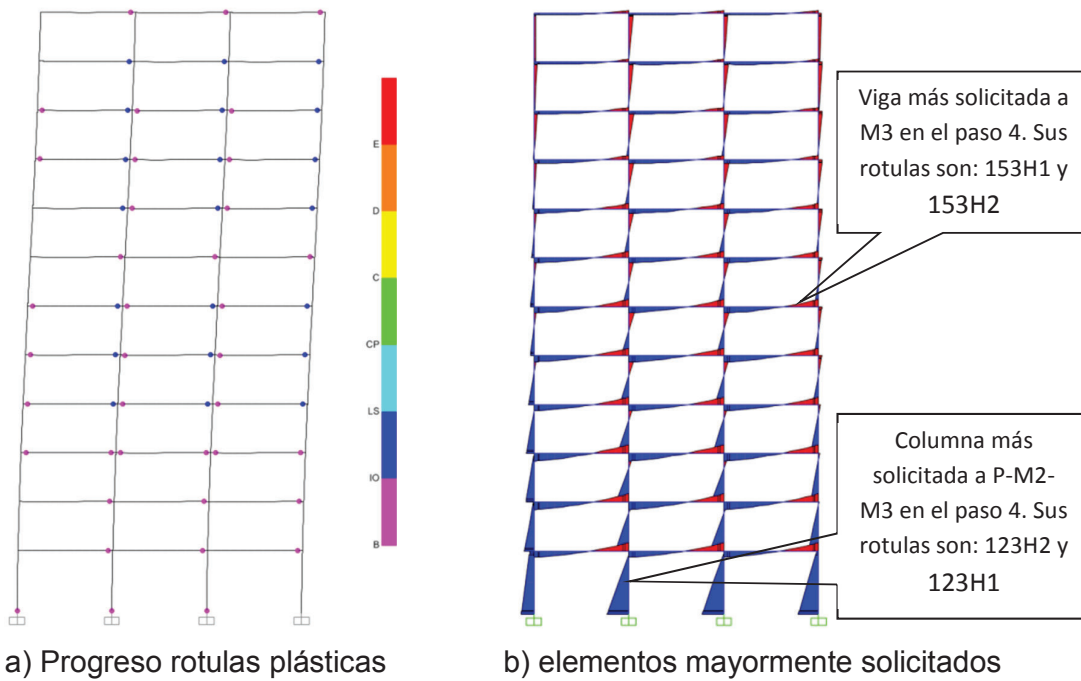 E
D
C
CP
LS
IO
B
Viga más solicitada a
M3 en el paso 4. Sus
rotulas son: 153H1 y
153H2
Columna más
solicitada a P-M2-
M3 en el paso 4. Sus
rotulas son: 123H2 y
123H1
a) Progreso rotulas plásticas
b) elementos mayormente solicitados